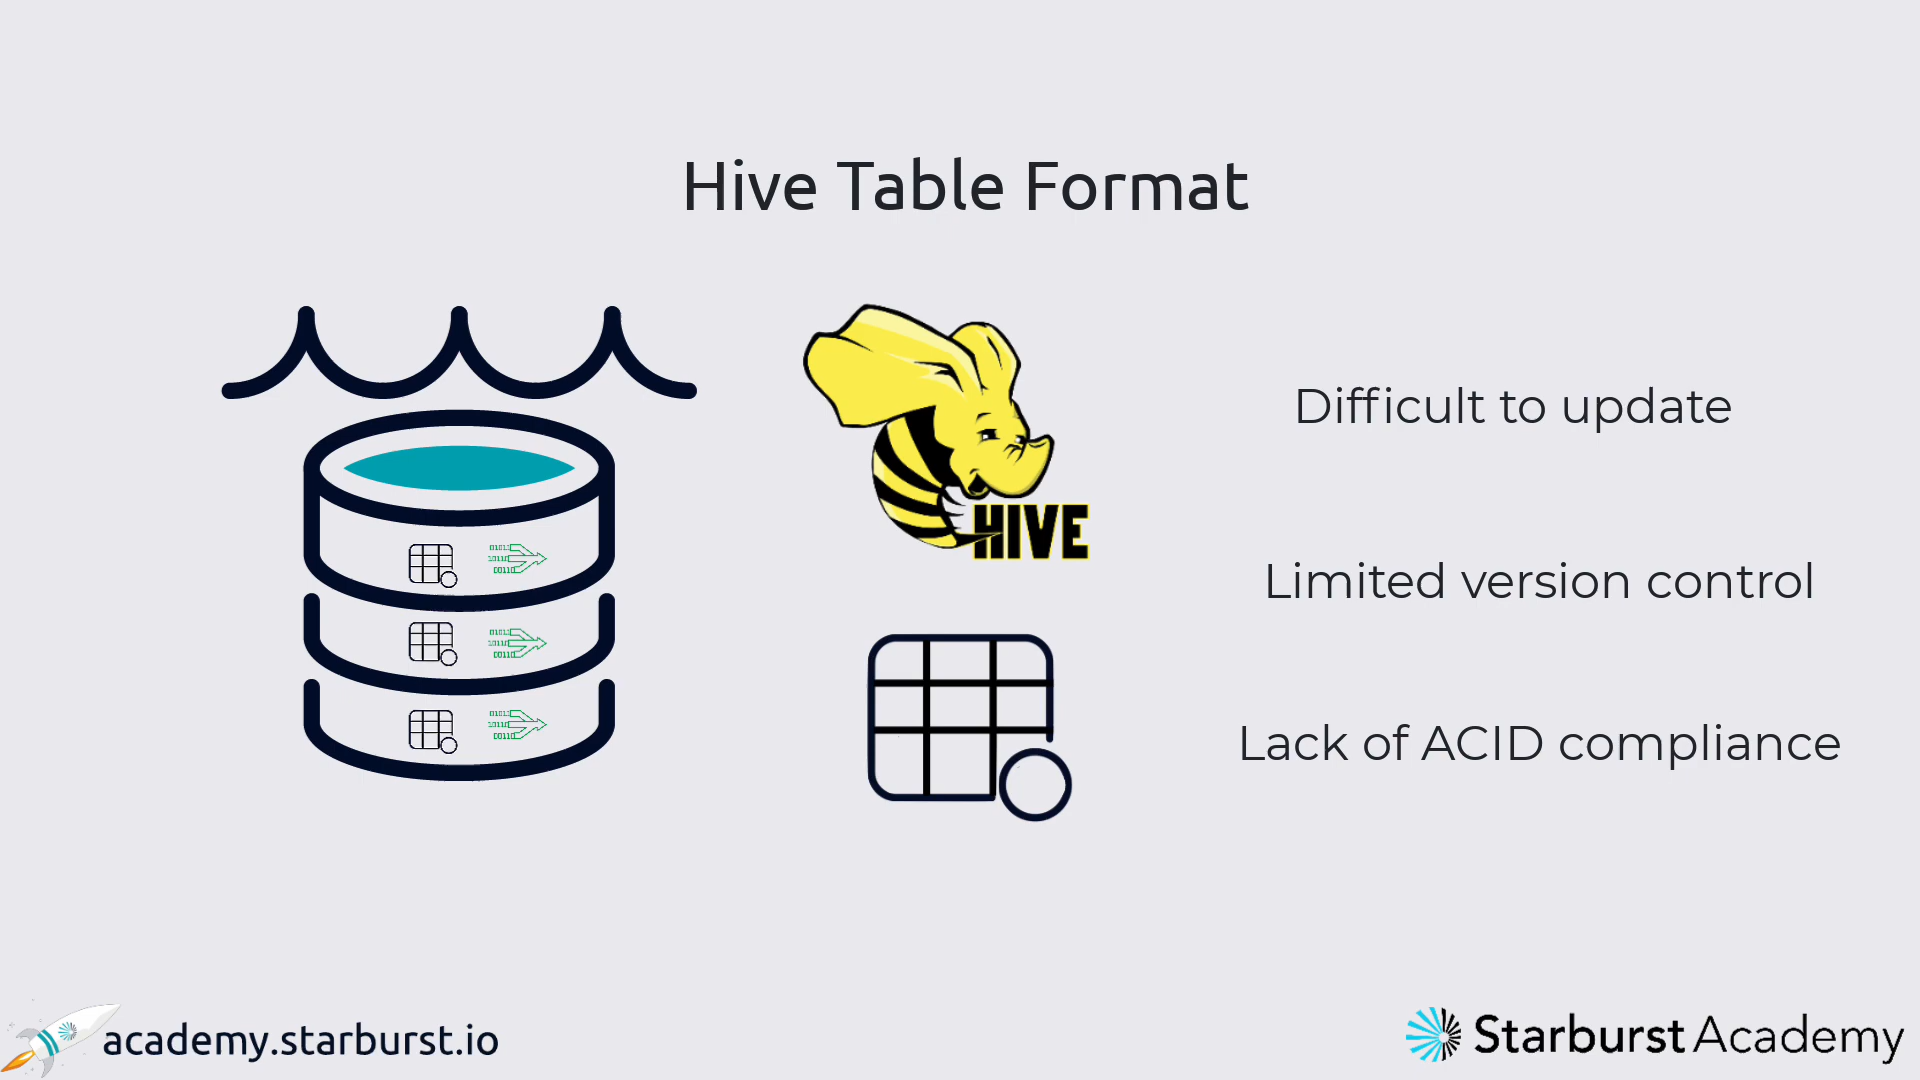 Hive Table Format
HIVE
Difficult to update
Limited version control
Lack of ACID compliance
academy.starburst.io
Starburst Academy